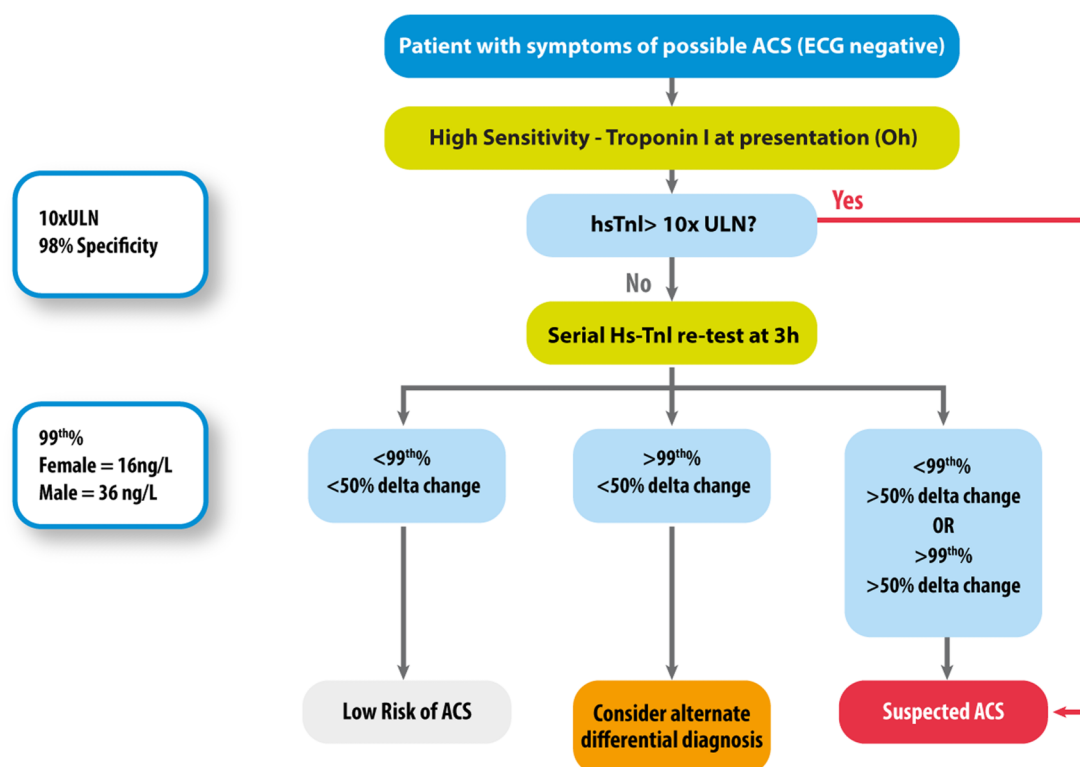 Patient with symptoms of possible ACS (ECG negative)
High Sensitivity - Troponin I at presentation (Oh)
10xULN
98% Specificity
hsTnl> 10x ULN?
Yes
No
Serial Hs-Tnl re-test at 3h
99th%
Female = 16ng/L
Male = 36 ng/L
<99th%
<50% delta change
>99th%
<50% delta change
<99th%
>50% delta change
OR
>99th%
>50% delta change
Low Risk of ACS
Consider alternate
differential diagnosis
Suspected ACS